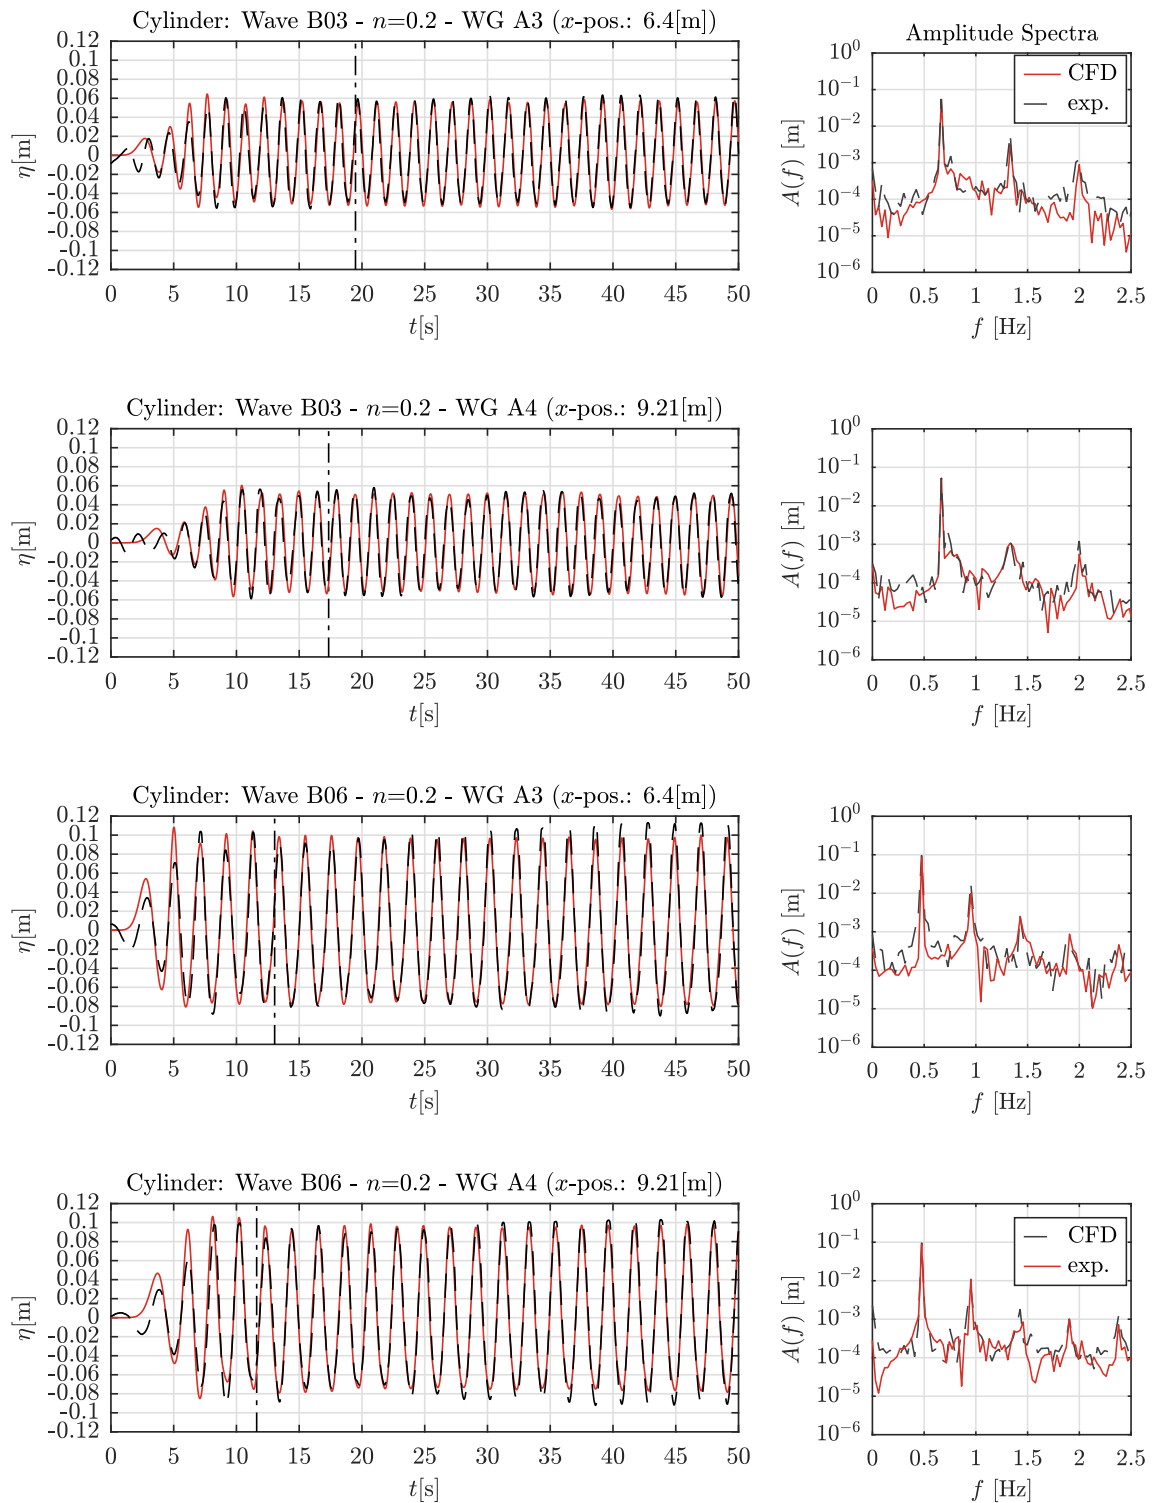 Cylinder: Wave B03 - n=0.2 - WG A3 (x-pos.: 6.4[m])
0.12
0.1
0.08
0.06
0.04
0.02
0
-0.02
-0.04
-0.06
-0.08
-0.1
-0.12
η[m]
0 5 10 15 20 25 30 35 40 45 50
t[s]
Amplitude Spectra
CFD
exp.
10^0
10^-1
10^-2
10^-3
10^-4
10^-5
10^-6
A(f) [m]
0 0.5 1 1.5 2 2.5
f [Hz]
Cylinder: Wave B03 - n=0.2 - WG A4 (x-pos.: 9.21[m])
0.12
0.1
0.08
0.06
0.04
0.02
0
-0.02
-0.04
-0.06
-0.08
-0.1
-0.12
η[m]
0 5 10 15 20 25 30 35 40 45 50
t[s]
10^0
10^-1
10^-2
10^-3
10^-4
10^-5
10^-6
A(f) [m]
0 0.5 1 1.5 2 2.5
f [Hz]
Cylinder: Wave B06 - n=0.2 - WG A3 (x-pos.: 6.4[m])
0.12
0.1
0.08
0.06
0.04
0.02
0
-0.02
-0.04
-0.06
-0.08
-0.1
-0.12
η[m]
0 5 10 15 20 25 30 35 40 45 50
t[s]
10^0
10^-1
10^-2
10^-3
10^-4
10^-5
10^-6
A(f) [m]
0 0.5 1 1.5 2 2.5
f [Hz]
Cylinder: Wave B06 - n=0.2 - WG A4 (x-pos.: 9.21[m])
0.12
0.1
0.08
0.06
0.04
0.02
0
-0.02
-0.04
-0.06
-0.08
-0.1
-0.12
η[m]
0 5 10 15 20 25 30 35 40 45 50
t[s]
CFD
exp.
10^0
10^-1
10^-2
10^-3
10^-4
10^-5
10^-6
A(f) [m]
0 0.5 1 1.5 2 2.5
f [Hz]